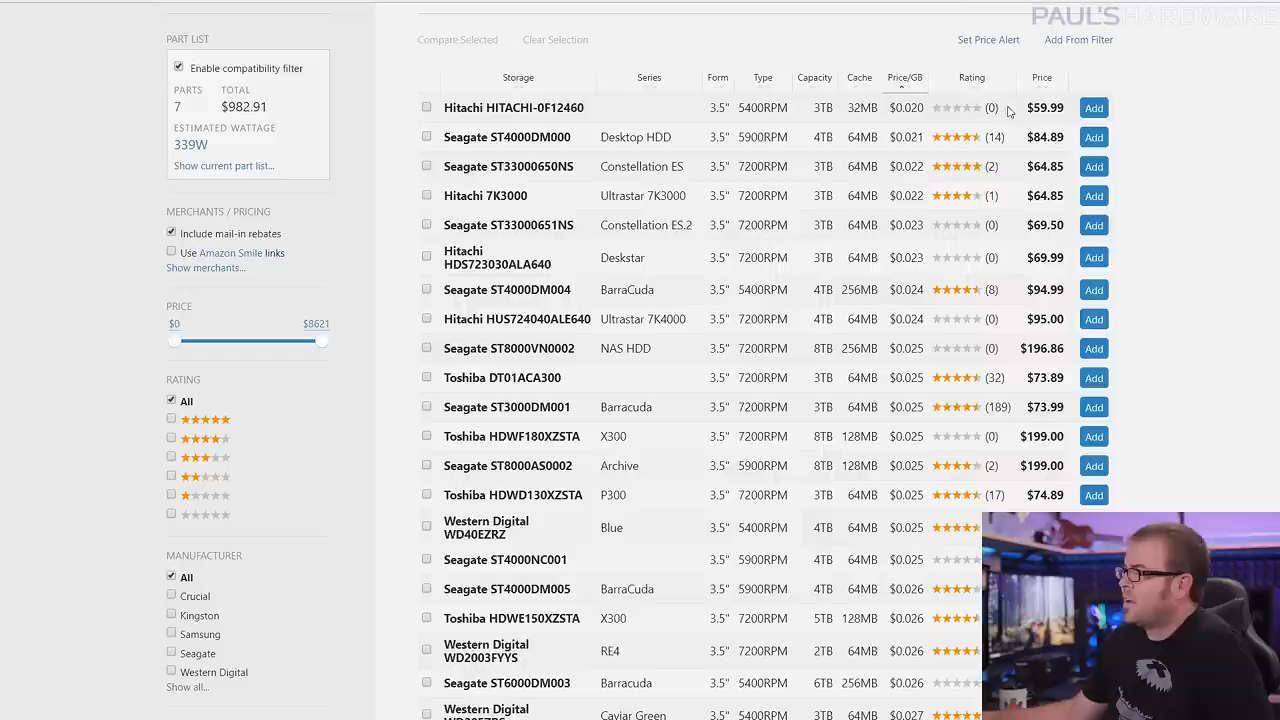 PAUL'S HARDWARE
PART LIST
Enable compatibility filter
PARTS TOTAL
7 $982.91
ESTIMATED WATTAGE
339W
Show current part list...
MERCHANTS / PRICING
Include mail-in rebates
Use Amazon Smile links
Show merchants...
PRICE
$0 $8621
RATING
All
MANUFACTURER
All
Crucial
Kingston
Samsung
Seagate
Western Digital
Show all...
Compare Selected Clear Selection Set Price Alert Add From Filter
Storage Series Form Type Capacity Cache Price/GB Rating Price
Hitachi HITACHI-0F12460 3.5" 5400RPM 3TB 32MB $0.020 (0) $59.99 Add
Seagate ST4000DM000 Desktop HDD 3.5" 5900RPM 4TB 64MB $0.021 (14) $84.89 Add
Seagate ST33000650NS Constellation ES 3.5" 7200RPM 3TB 64MB $0.022 (2) $64.85 Add
Hitachi 7K3000 Ultrastar 7K3000 3.5" 7200RPM 3TB 64MB $0.022 (1) $64.85 Add
Seagate ST33000651NS Constellation ES.2 3.5" 7200RPM 3TB 64MB $0.023 (0) $69.50 Add
Hitachi
HDS723030ALA640 Deskstar 3.5" 7200RPM 3TB 64MB $0.023 (0) $69.99 Add
Seagate ST4000DM004 BarraCuda 3.5" 5400RPM 4TB 256MB $0.024 (8) $94.99 Add
Hitachi HUS724040ALE640 Ultrastar 7K4000 3.5" 7200RPM 4TB 64MB $0.024 (0) $95.00 Add
Seagate ST8000VN0002 NAS HDD 3.5" 7200RPM 8TB 256MB $0.025 (0) $196.86 Add
Toshiba DT01ACA300 3.5" 7200RPM 3TB 64MB $0.025 (32) $73.89 Add
Seagate ST3000DM001 Barracuda 3.5" 7200RPM 3TB 64MB $0.025 (189) $73.99 Add
Toshiba HDWF180XZSTA X300 3.5" 7200RPM 8TB 128MB $0.025 (0) $199.00 Add
Seagate ST8000AS0002 Archive 3.5" 5900RPM 8TB 128MB $0.025 (2) $199.00 Add
Toshiba HDWD130XZSTA P300 3.5" 7200RPM 3TB 64MB $0.025 (17) $74.89 Add
Western Digital
WD40EZRZ Blue 3.5" 5400RPM 4TB 64MB $0.025
Seagate ST4000NC001 3.5" 5900RPM 4TB 64MB $0.025
Seagate ST4000DM005 BarraCuda 3.5" 5900RPM 4TB 64MB $0.026
Toshiba HDWE150XZSTA X300 3.5" 7200RPM 5TB 128MB $0.026
Western Digital
WD2003FYYS RE4 3.5" 7200RPM 2TB 64MB $0.026
Seagate ST6000DM003 Barracuda 3.5" 5400RPM 6TB 256MB $0.026
Western Digital
Caviar Green 3.5" 5400RPM 2TB 64MB $0.027